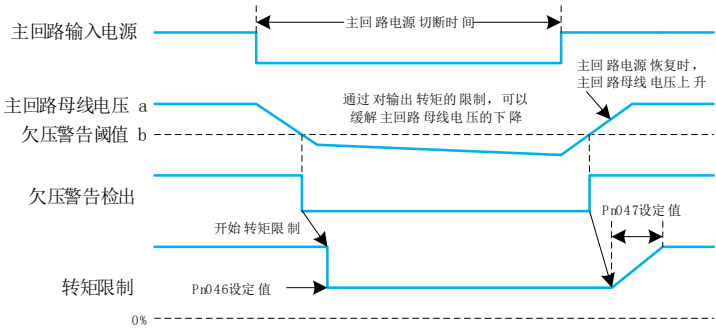 主回路输入电源
主回路电源切断时间
主回路电源恢复时，
主回路母线电压上升
主回路母线电压 a
通过对输出转矩的限制，可以
缓解主回路母线电压的下降
欠压警告阈值 b
欠压警告检出
Pn047设定值
开始转矩限制
转矩限制
Pn046设定值
0%